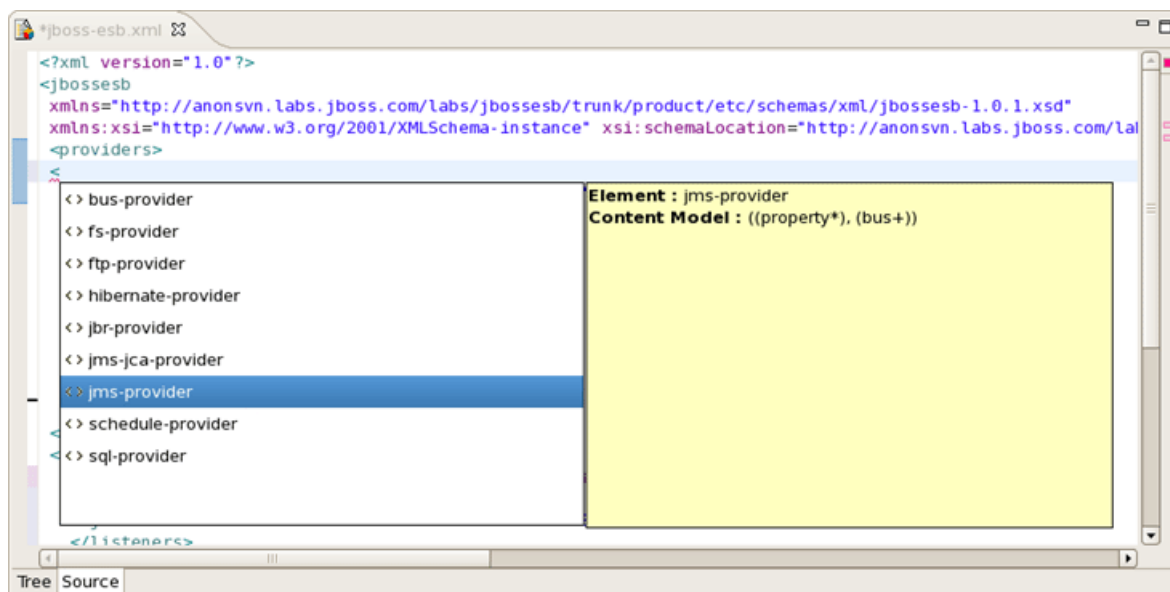 *jboss-esb.xml
<?xml version="1.0"?>
<jbossesb
xmlns="http://anonsvn.labs.jboss.com/labs/jbossesb/trunk/product/etc/schemas/xml/jbossesb-1.0.1.xsd"
xmlns:xsi="http://www.w3.org/2001/XMLSchema-instance" xsi:schemaLocation="http://anonsvn.labs.jboss.com/lal
<providers>
<
<> bus-provider
<> fs-provider
<> ftp-provider
<> hibernate-provider
<> jbr-provider
<> jms-jca-provider
<> jms-provider
<> schedule-provider
<> sql-provider
Element : jms-provider
Content Model : ((property*), (bus+))
<
<
</listeners>
Tree Source